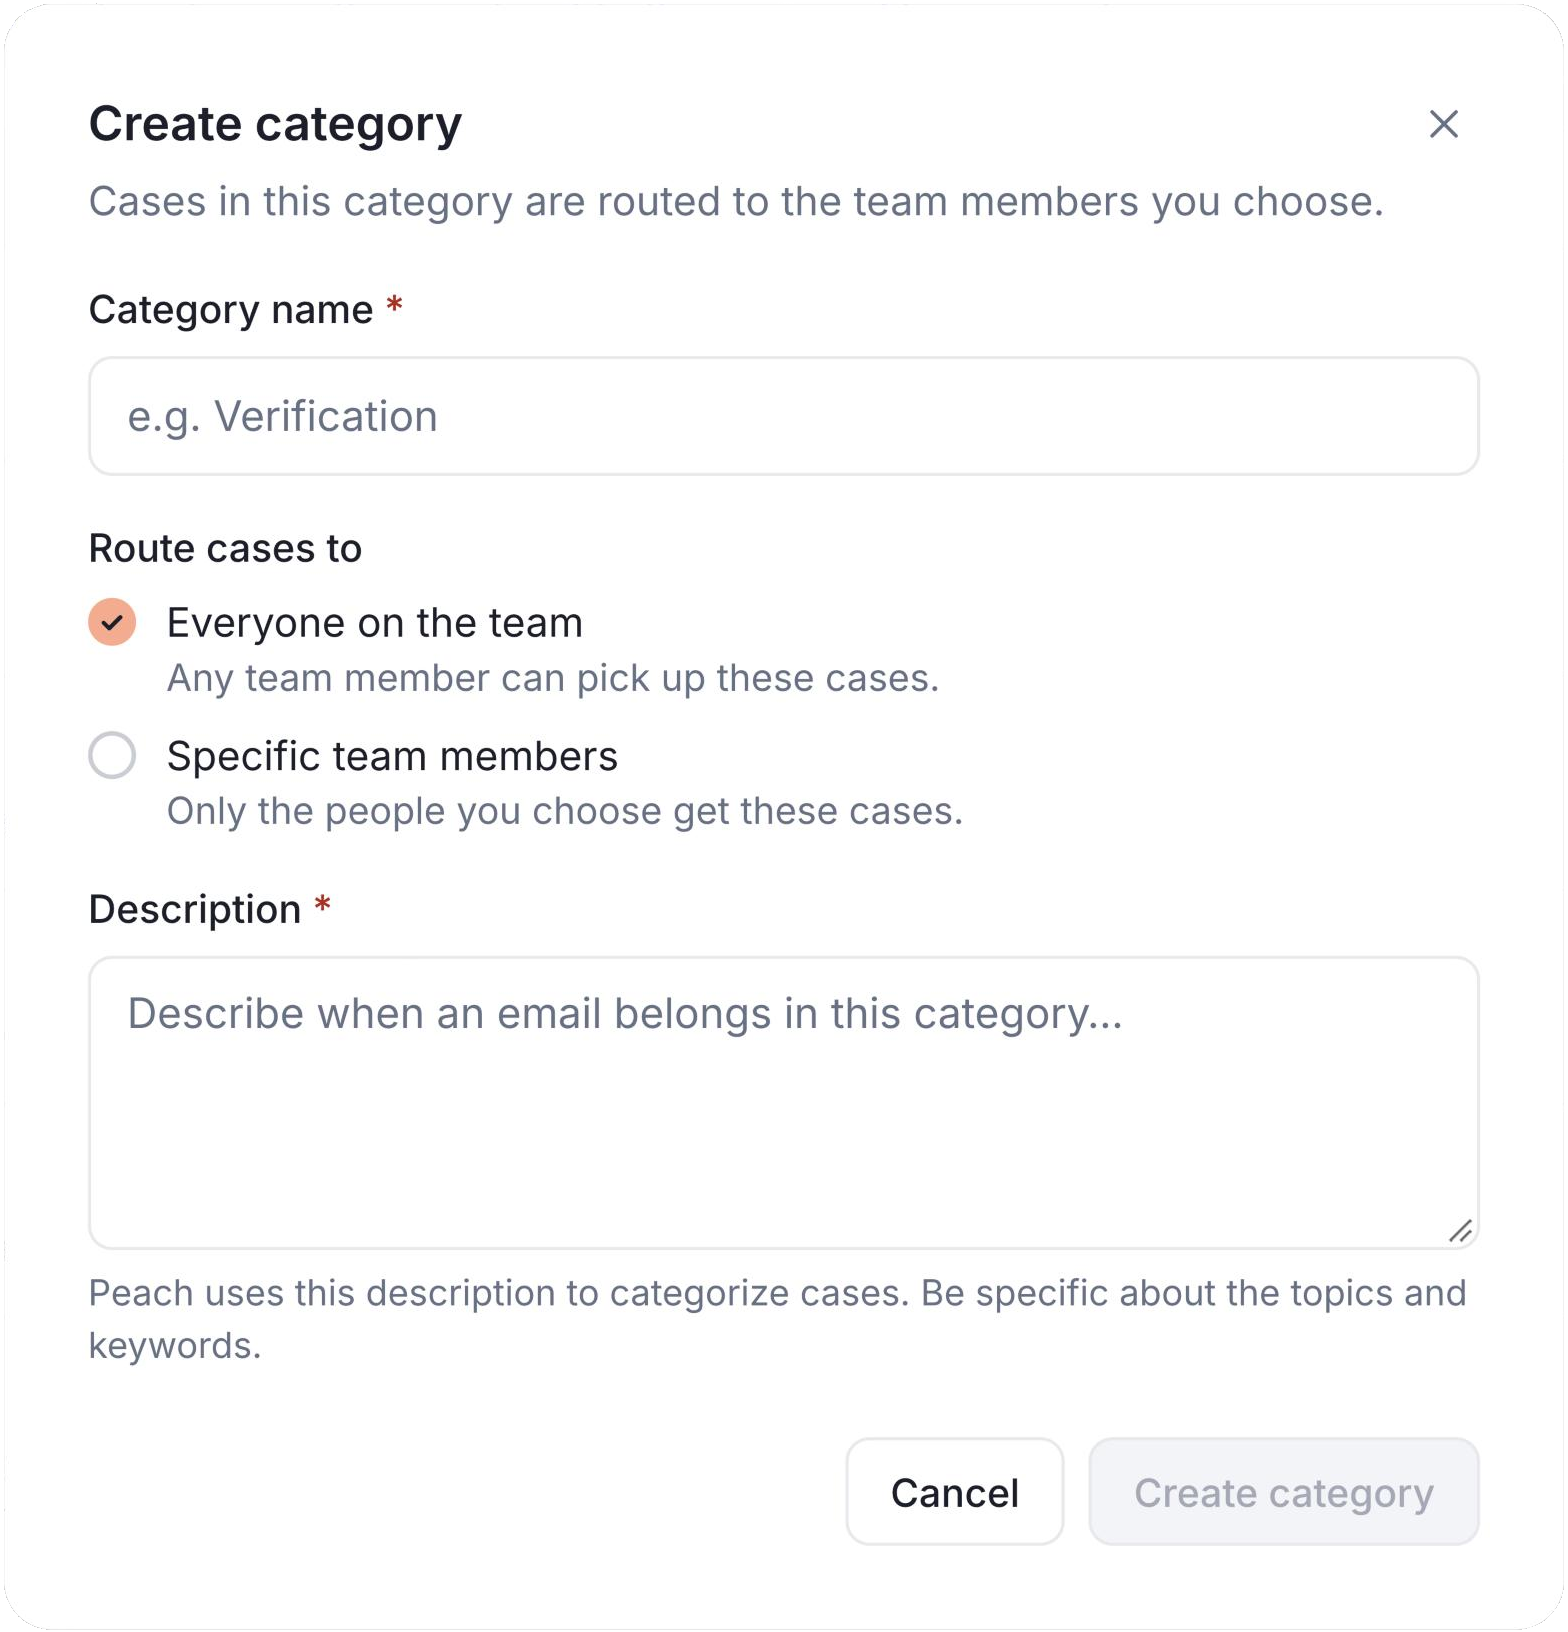 Create category
Cases in this category are routed to the team members you choose.
Category name *
e.g. Verification
Route cases to
Everyone on the team
Any team member can pick up these cases.
Specific team members
Only the people you choose get these cases.
Description *
Describe when an email belongs in this category...
Peach uses this description to categorize cases. Be specific about the topics and
keywords.
Cancel
Create category